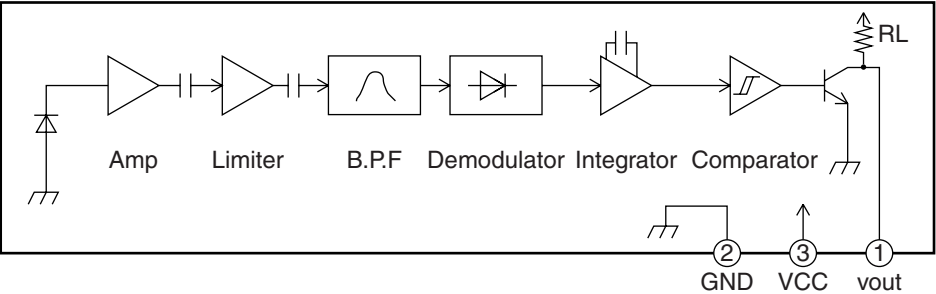 RL
Amp Limiter B.P.F Demodulator Integrator Comparator
2 3 1
GND VCC vout